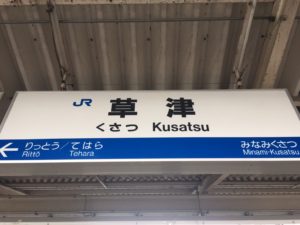 JR 草津
くさつ Kusatsu
← りっとう/てはら みなみくさつ
Rittō Tehara Minami-Kusatsu